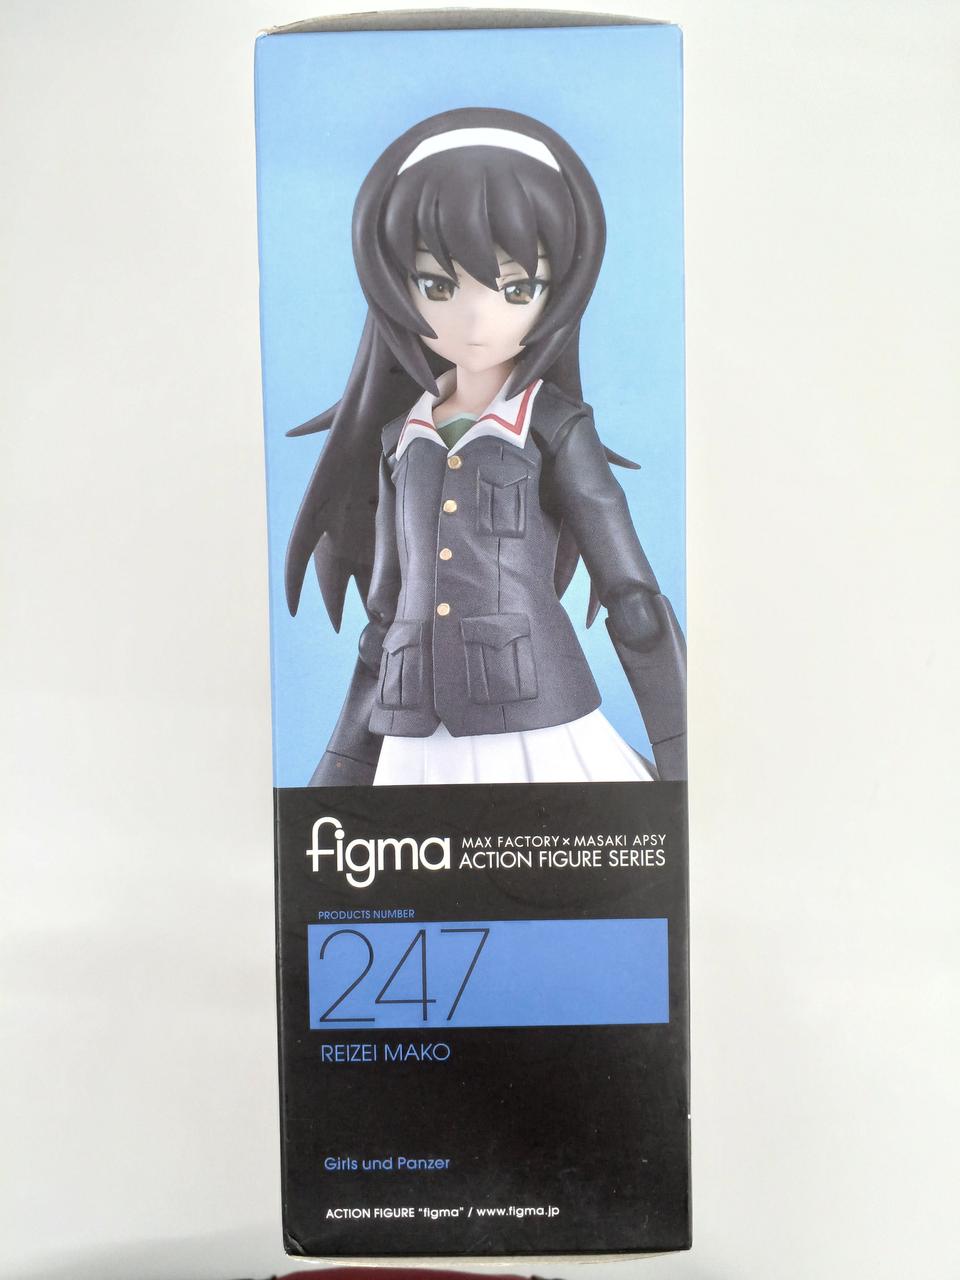 figma
MAX FACTORY×MASAKI APSY
ACTION FIGURE SERIES
PRODUCTS NUMBER
247
REIZEI MAKO
Girls und Panzer
ACTION FIGURE "figma" / www.figma.jp